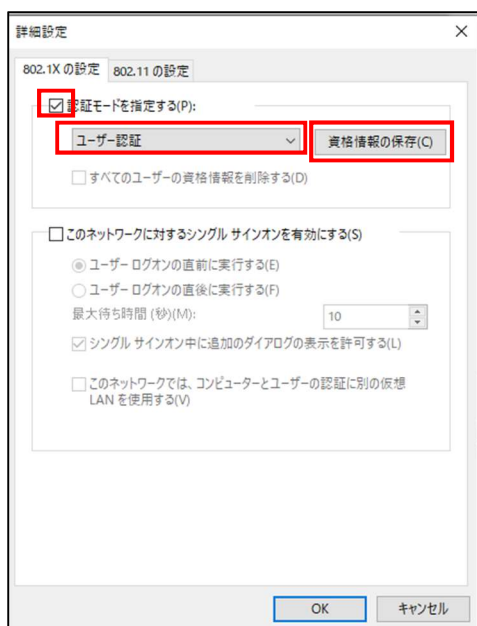 詳細設定
802.1X の設定 802.11 の設定
認証モードを指定する(P):
ユーザー認証 資格情報の保存(C)
すべてのユーザーの資格情報を削除する(D)
このネットワークに対するシングル サインオンを有効にする(S)
ユーザー ログオンの直前に実行する(E)
ユーザー ログオンの直後に実行する(F)
最大待ち時間 (秒)(M): 10
シングル サインオン中に追加のダイアログの表示を許可する(L)
このネットワークでは、コンピューターとユーザーの認証に別の仮想
LAN を使用する(V)
OK キャンセル